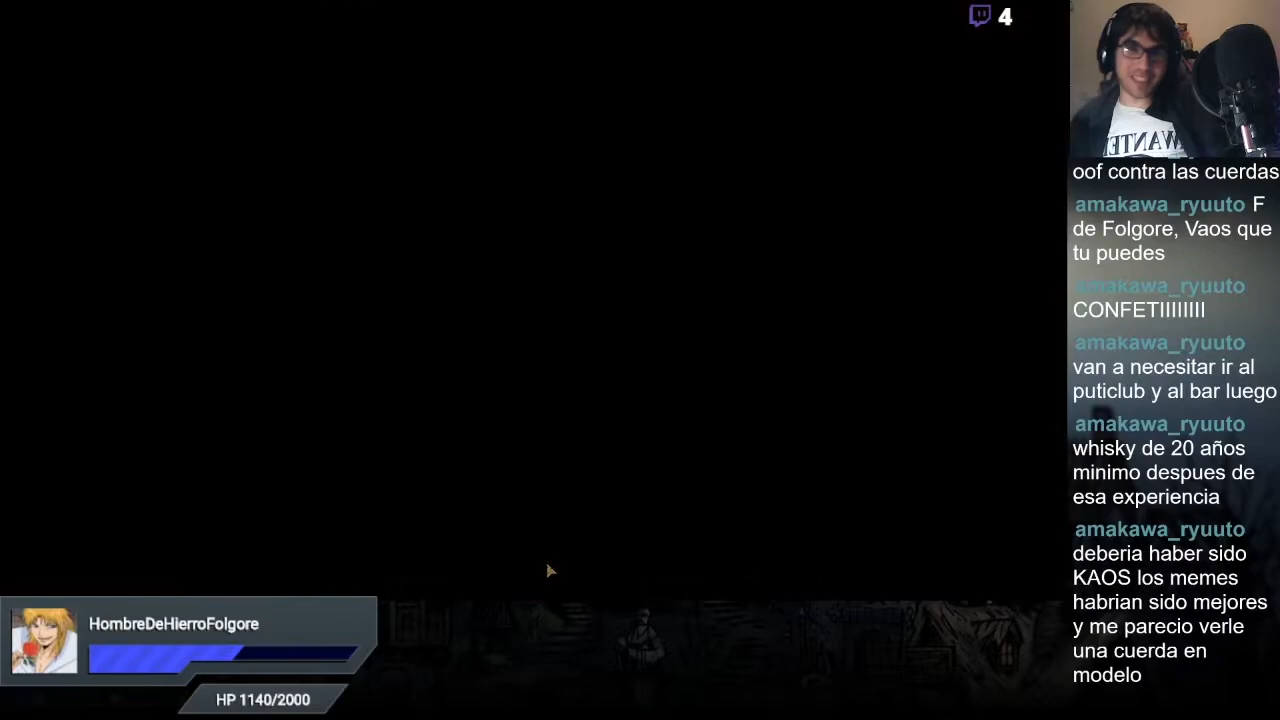 4
WANTE
oof contra las cuerdas
amakawa_ryuuto F
de Folgore, Vaos que
tu puedes
amakawa_ryuuto
CONFETIIIIIIII
amakawa_ryuuto
van a necesitar ir al
puticlub y al bar luego
amakawa_ryuuto
whisky de 20 años
minimo despues de
esa experiencia
amakawa_ryuuto
deberia haber sido
KAOS los memes
habrian sido mejores
y me parecio verle
una cuerda en
modelo
HombreDeHierroFolgore
HP 1140/2000